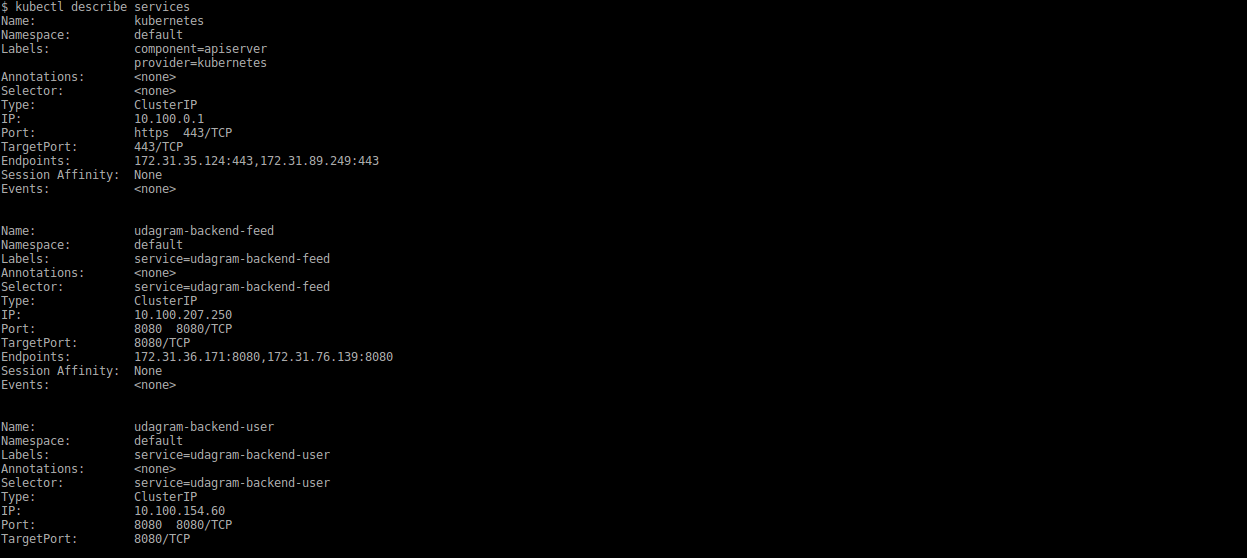 $ kubectl describe services
Name:              kubernetes
Namespace:         default
Labels:            component=apiserver
                   provider=kubernetes
Annotations:       <none>
Selector:          <none>
Type:              ClusterIP
IP:                10.100.0.1
Port:              https  443/TCP
TargetPort:        443/TCP
Endpoints:         172.31.35.124:443,172.31.89.249:443
Session Affinity:  None
Events:            <none>

Name:              udagram-backend-feed
Namespace:         default
Labels:            service=udagram-backend-feed
Annotations:       <none>
Selector:          service=udagram-backend-feed
Type:              ClusterIP
IP:                10.100.207.250
Port:              8080  8080/TCP
TargetPort:        8080/TCP
Endpoints:         172.31.36.171:8080,172.31.76.139:8080
Session Affinity:  None
Events:            <none>

Name:              udagram-backend-user
Namespace:         default
Labels:            service=udagram-backend-user
Annotations:       <none>
Selector:          service=udagram-backend-user
Type:              ClusterIP
IP:                10.100.154.60
Port:              8080  8080/TCP
TargetPort:        8080/TCP